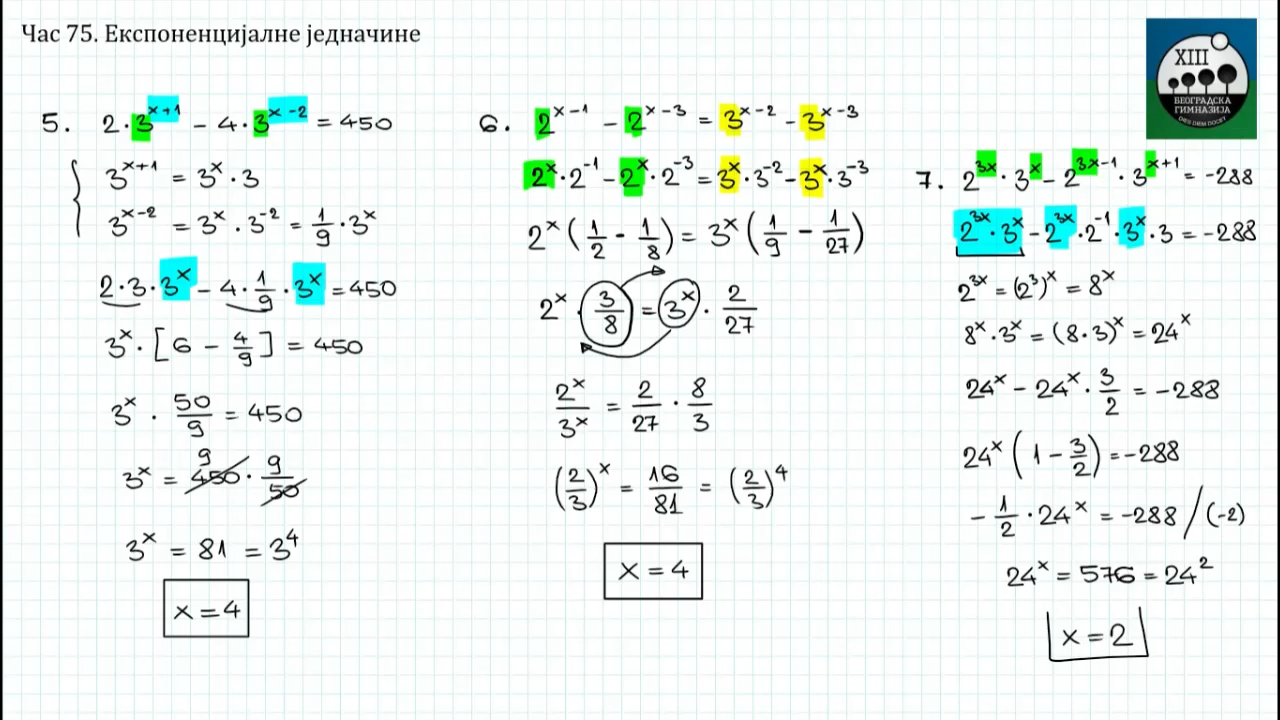 Час 75. Експоненцијалне једначине
XIII
БЕОГРАДСКА
ГИМНАЗИЈА
5. 2·3^(x+1) − 4·3^(x−2) = 450
3^(x+1) = 3^x · 3
3^(x−2) = 3^x · 3^(−2) = 1/9 · 3^x
2·3·3^x − 4·1/9·3^x = 450
3^x · [6 − 4/9] = 450
3^x · 50/9 = 450
3^x = 450 · 9/50
9
3^x = 81 = 3^4
x = 4
6. 2^(x−1) − 2^(x−3) = 3^(x−2) − 3^(x−3)
2^x · 2^(−1) − 2^x · 2^(−3) = 3^x · 3^(−2) − 3^x · 3^(−3)
2^x (1/2 − 1/8) = 3^x (1/9 − 1/27)
2^x · 3/8 = 3^x · 2/27
2^x/3^x = 2/27 · 8/3
(2/3)^x = 16/81 = (2/3)^4
x = 4
7. 2^(3x) · 3^x − 2^(3x−1) · 3^(x+1) = −288
2^(3x) · 3^x − 2^(3x) · 2^(−1) · 3^x · 3 = −288
2^(3x) = (2^3)^x = 8^x
8^x · 3^x = (8·3)^x = 24^x
24^x − 24^x · 3/2 = −288
24^x (1 − 3/2) = −288
−1/2 · 24^x = −288 /(−2)
24^x = 576 = 24^2
x = 2